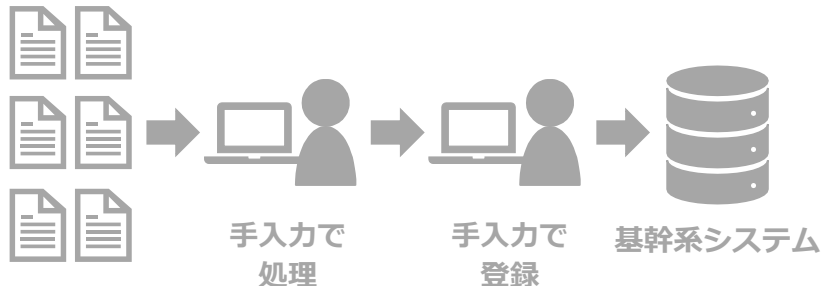 手入力で
処理
手入力で
登録
基幹系システム